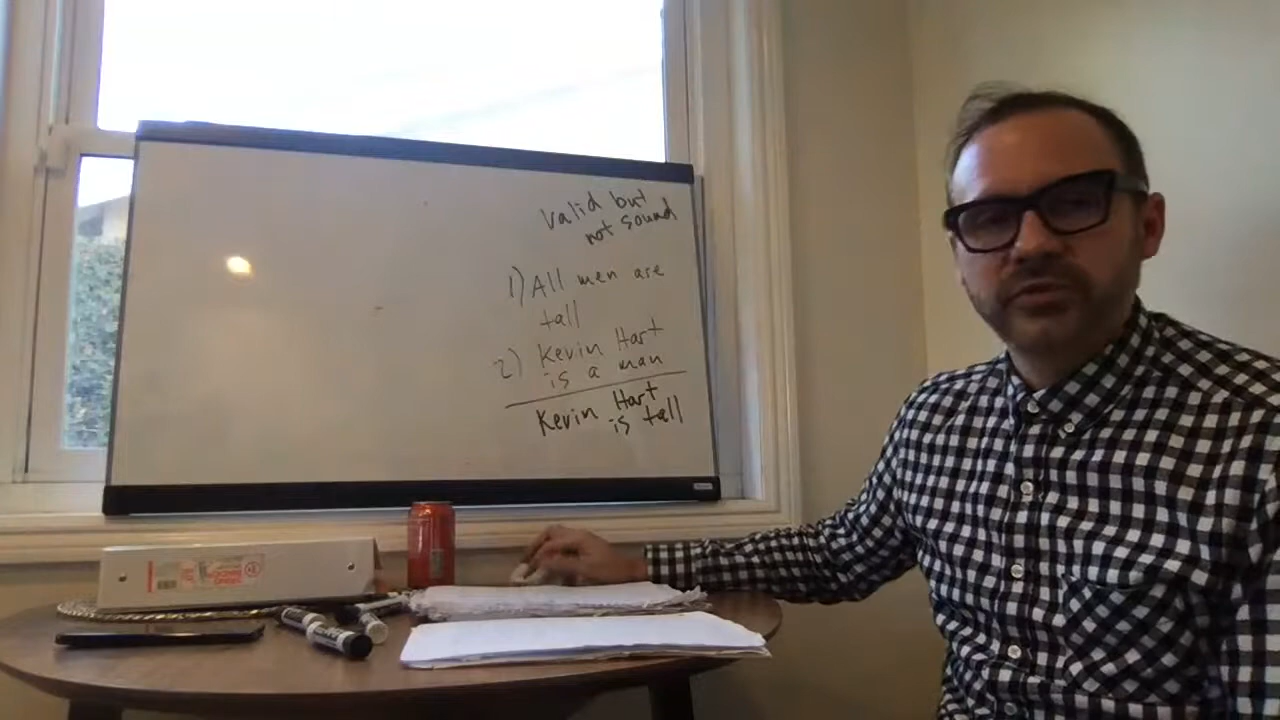 Valid but
not sound
1) All men are
tall
2) Kevin Hart
is a man
Kevin Hart
is tall